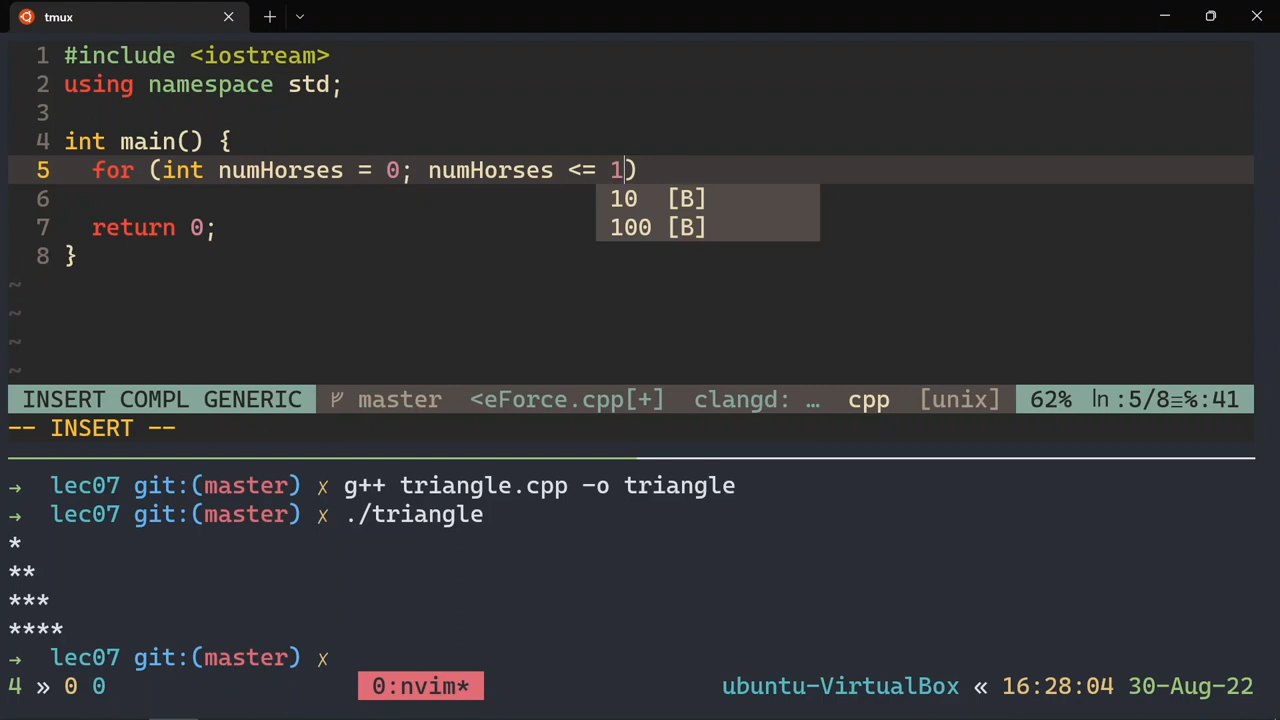 tmux
1 #include <iostream>
2 using namespace std;
3
4 int main() {
5 for (int numHorses = 0; numHorses <= 1)
10 [B]
6
100 [B]
7 return 0;
8 }
~
~
~
~
INSERT COMPL GENERIC master <eForce.cpp[+] clangd: … cpp [unix] 62% ln :5/8≡%:41
-- INSERT --
→ lec07 git:(master) ✗ g++ triangle.cpp -o triangle
→ lec07 git:(master) ✗ ./triangle
*
**
***
****
→ lec07 git:(master) ✗
4 » 0 0 0:nvim* ubuntu-VirtualBox « 16:28:04 30-Aug-22